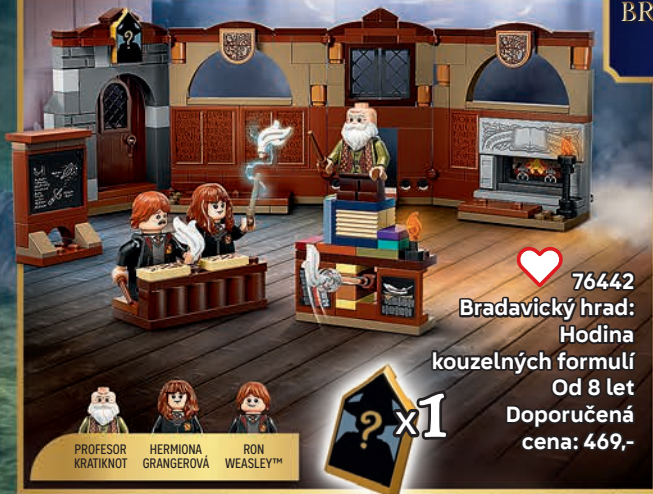 BR
76442
Bradavický hrad:
Hodina
kouzelných formulí
Od 8 let
Doporučená
cena: 469,-
x1
PROFESOR
KRATIKNOT
HERMIONA
GRANGEROVÁ
RON
WEASLEY™